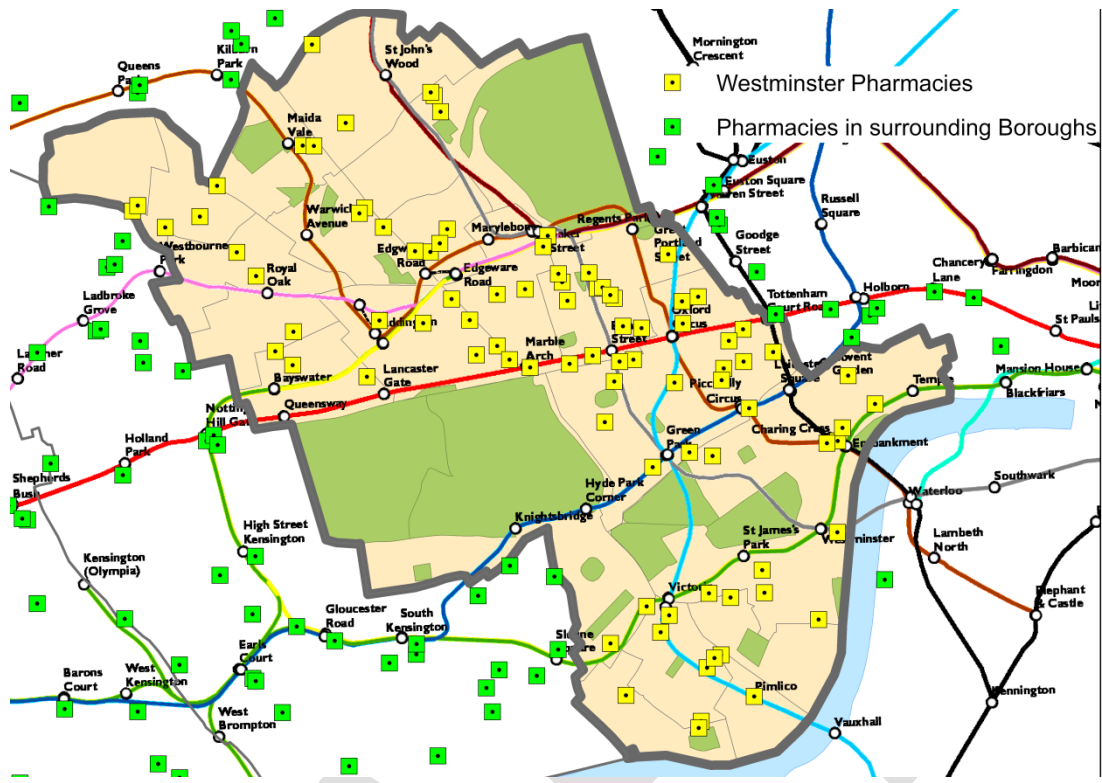 Mornington
Crescent
Kilburn
Park
Queens
Park
St John's
Wood
Westminster Pharmacies
Pharmacies in surrounding Boroughs
Maida
Vale
Euston
Euston Square
Warren Street
Russell
Square
Warwick
Avenue
Regents Park
Great
Portland
Street
Goodge
Street
Marylebone
Baker
Street
Edgware
Road
Westbourne
Park
Royal
Oak
Edgeware
Road
Chancery
Lane
Farringdon
Barbican
Moor
Ladbroke
Grove
Holborn
Tottenham
Court Road
Oxford
Circus
St Pauls
Paddington
Bond
Street
Marble
Arch
Latimer
Road
Bayswater
Lancaster
Gate
Leicester
Square
Covent
Garden
Mansion House
Blackfriars
Temple
Piccadilly
Circus
Queensway
Notting
Hill Gate
Holland
Park
Charing Cross
Embankment
Green
Park
Shepherds
Bush
Southwark
Waterloo
Hyde Park
Corner
Knightsbridge
High Street
Kensington
Westminster
Lambeth
North
St James's
Park
Kensington
(Olympia)
Victoria
Elephant
& Castle
Gloucester
Road
South
Kensington
Sloane
Square
Earls
Court
Barons
Court
West
Kensington
Pimlico
Kennington
West
Brompton
Vauxhall